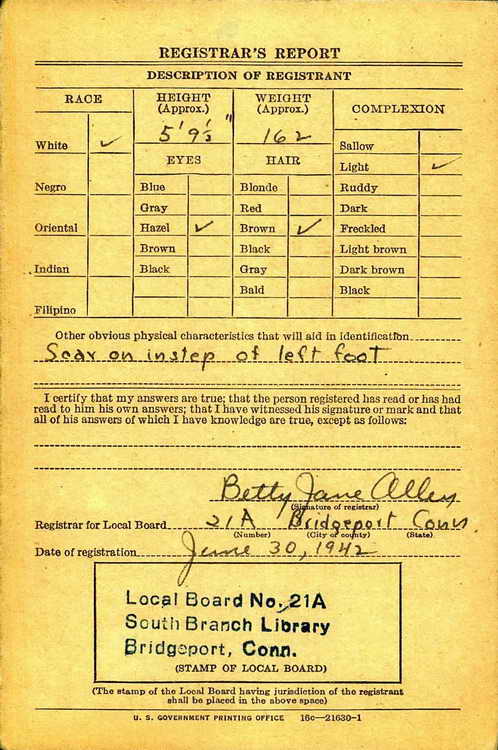 REGISTRAR'S REPORT
DESCRIPTION OF REGISTRANT
RACE
HEIGHT (Approx.)
WEIGHT (Approx.)
COMPLEXION
5' 9½"
162
White ✓
EYES
HAIR
Sallow
Light ✓
Negro
Blue
Blonde
Ruddy
Gray
Red
Dark
Oriental
Hazel ✓
Brown ✓
Freckled
Brown
Black
Light brown
Indian
Black
Gray
Dark brown
Bald
Black
Filipino
Other obvious physical characteristics that will aid in identification
Scar on instep of left foot
I certify that my answers are true; that the person registered has read or has had
read to him his own answers; that I have witnessed his signature or mark and that
all of his answers of which I have knowledge are true, except as follows:
Betty Jane Allen
(Signature of registrar)
Registrar for Local Board 21A Bridgeport Conn
(Number) (City or county) (State)
Date of registration June 30, 1942
Local Board No. 21A
South Branch Library
Bridgeport, Conn.
(STAMP OF LOCAL BOARD)
(The stamp of the Local Board having jurisdiction of the registrant
shall be placed in the above space)
U. S. GOVERNMENT PRINTING OFFICE 16c—21630-1